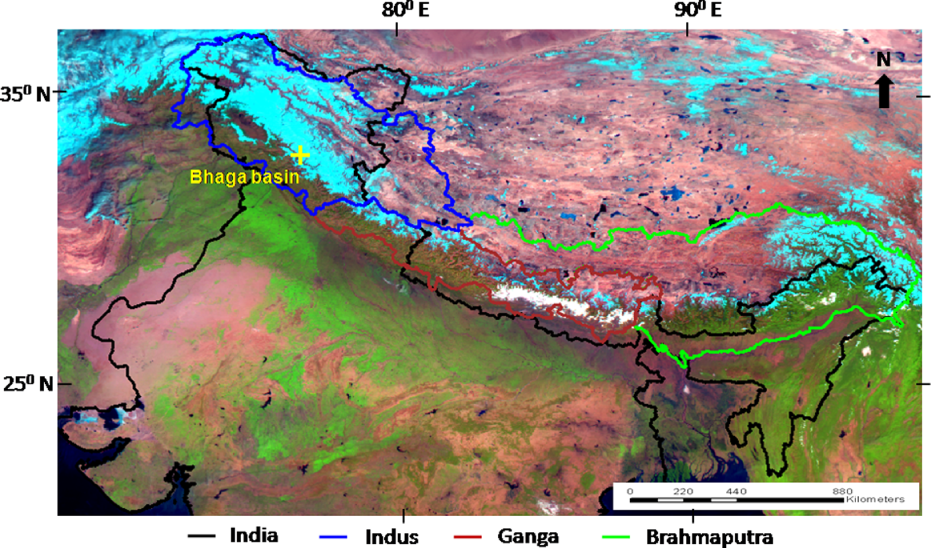 80⁰ E 90⁰ E
N
35⁰ N
Bhaga basin
25⁰ N
0 220 440 880
Kilometers
India Indus Ganga Brahmaputra